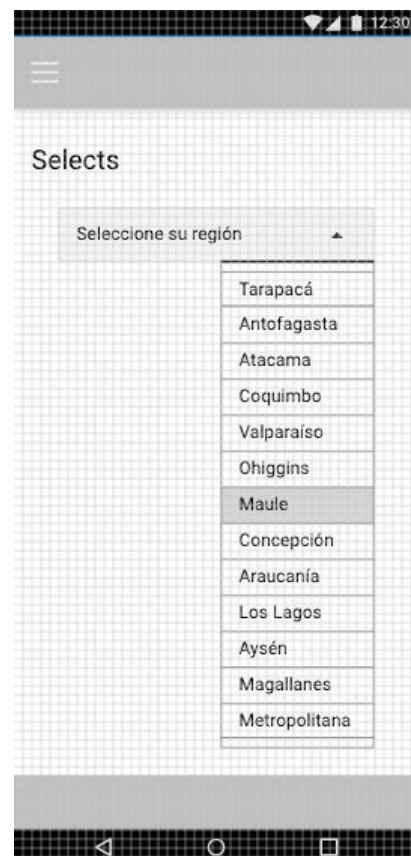 12:30
Selects
Seleccione su región
Tarapacá
Antofagasta
Atacama
Coquimbo
Valparaíso
Ohiggins
Maule
Concepción
Araucanía
Los Lagos
Aysén
Magallanes
Metropolitana